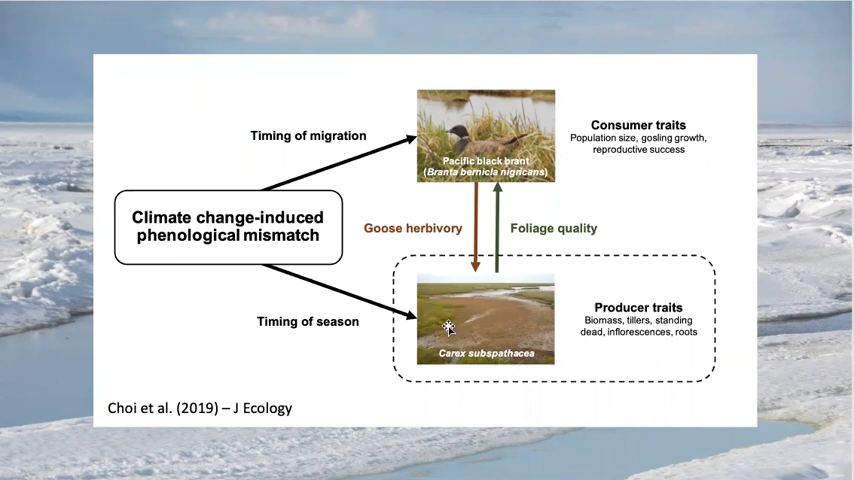 Timing of migration
Pacific black brant
(Branta bernicla nigricans)
Consumer traits
Population size, gosling growth,
reproductive success
Climate change-induced
phenological mismatch
Goose herbivory
Foliage quality
Timing of season
Carex subspathacea
Producer traits
Biomass, tillers, standing
dead, inflorescences, roots
Choi et al. (2019) – J Ecology